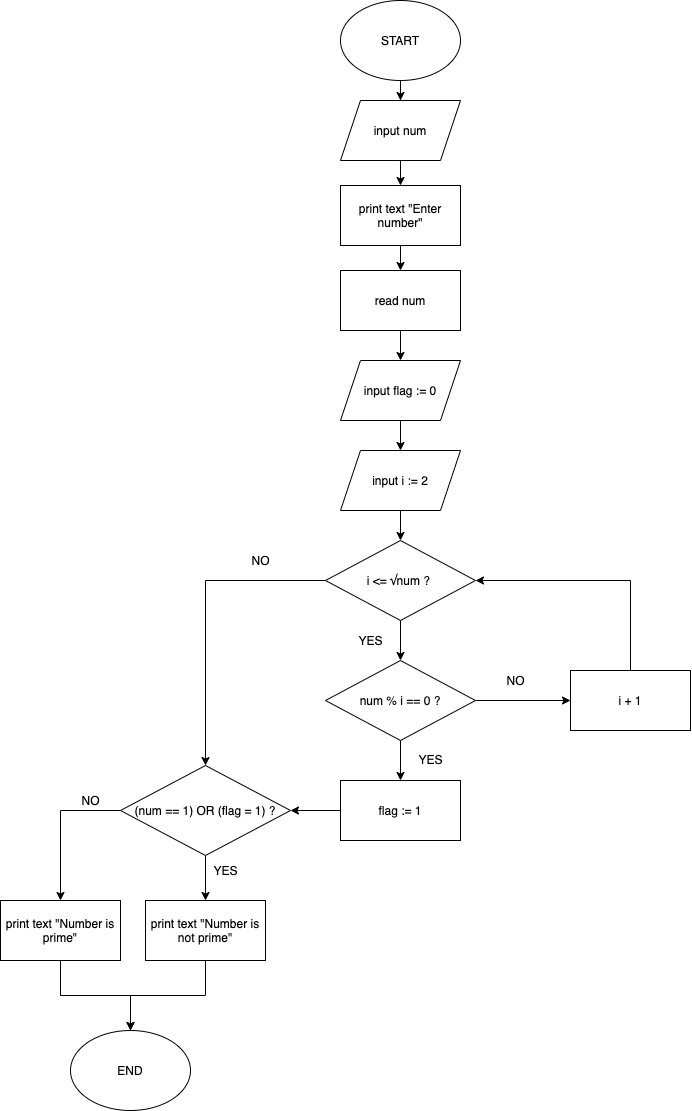 START
input num
print text "Enter
number"
read num
input flag := 0
input i := 2
NO
i <= √num ?
YES
num % i == 0 ?
NO
i + 1
YES
flag := 1
(num == 1) OR (flag = 1) ?
NO
YES
print text "Number is
prime"
print text "Number is
not prime"
END